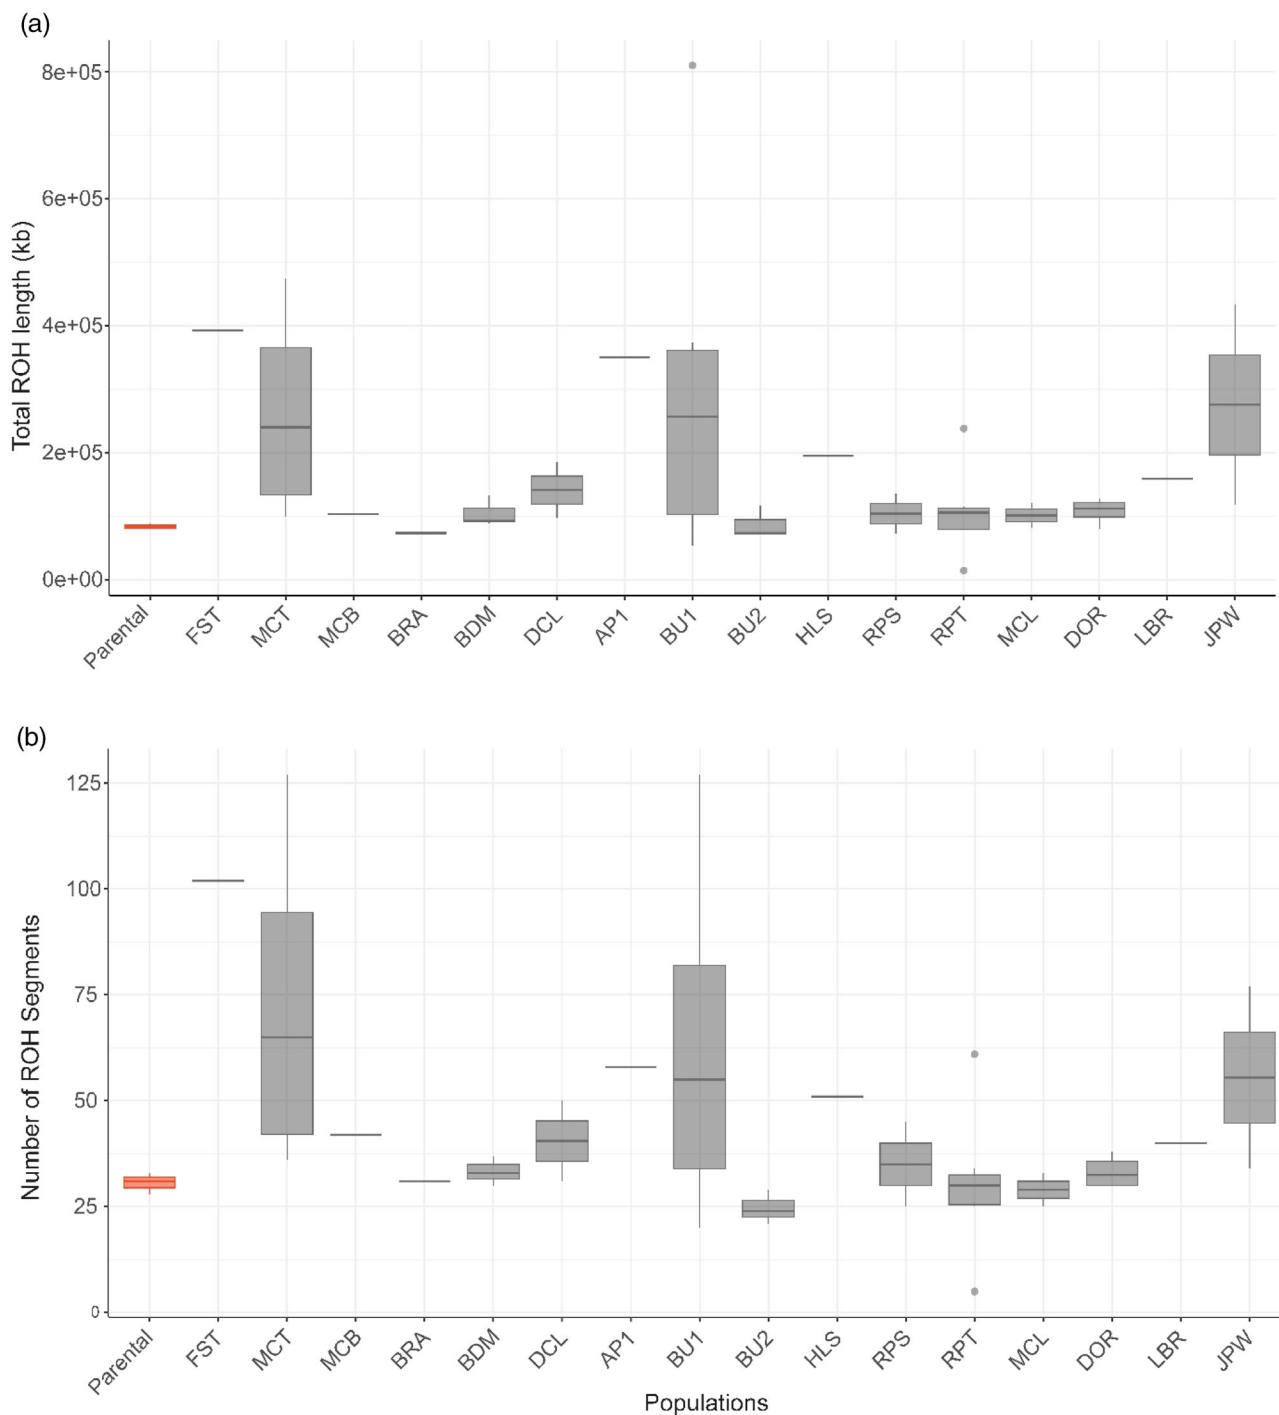 (a)
Total ROH length (kb)
8e+05
6e+05
4e+05
2e+05
0e+00
Parental FST MCT MCB BRA BDM DCL AP1 BU1 BU2 HLS RPS RPT MCL DOR LBR JPW
(b)
Number of ROH Segments
125
100
75
50
25
0
Parental FST MCT MCB BRA BDM DCL AP1 BU1 BU2 HLS RPS RPT MCL DOR LBR JPW
Populations